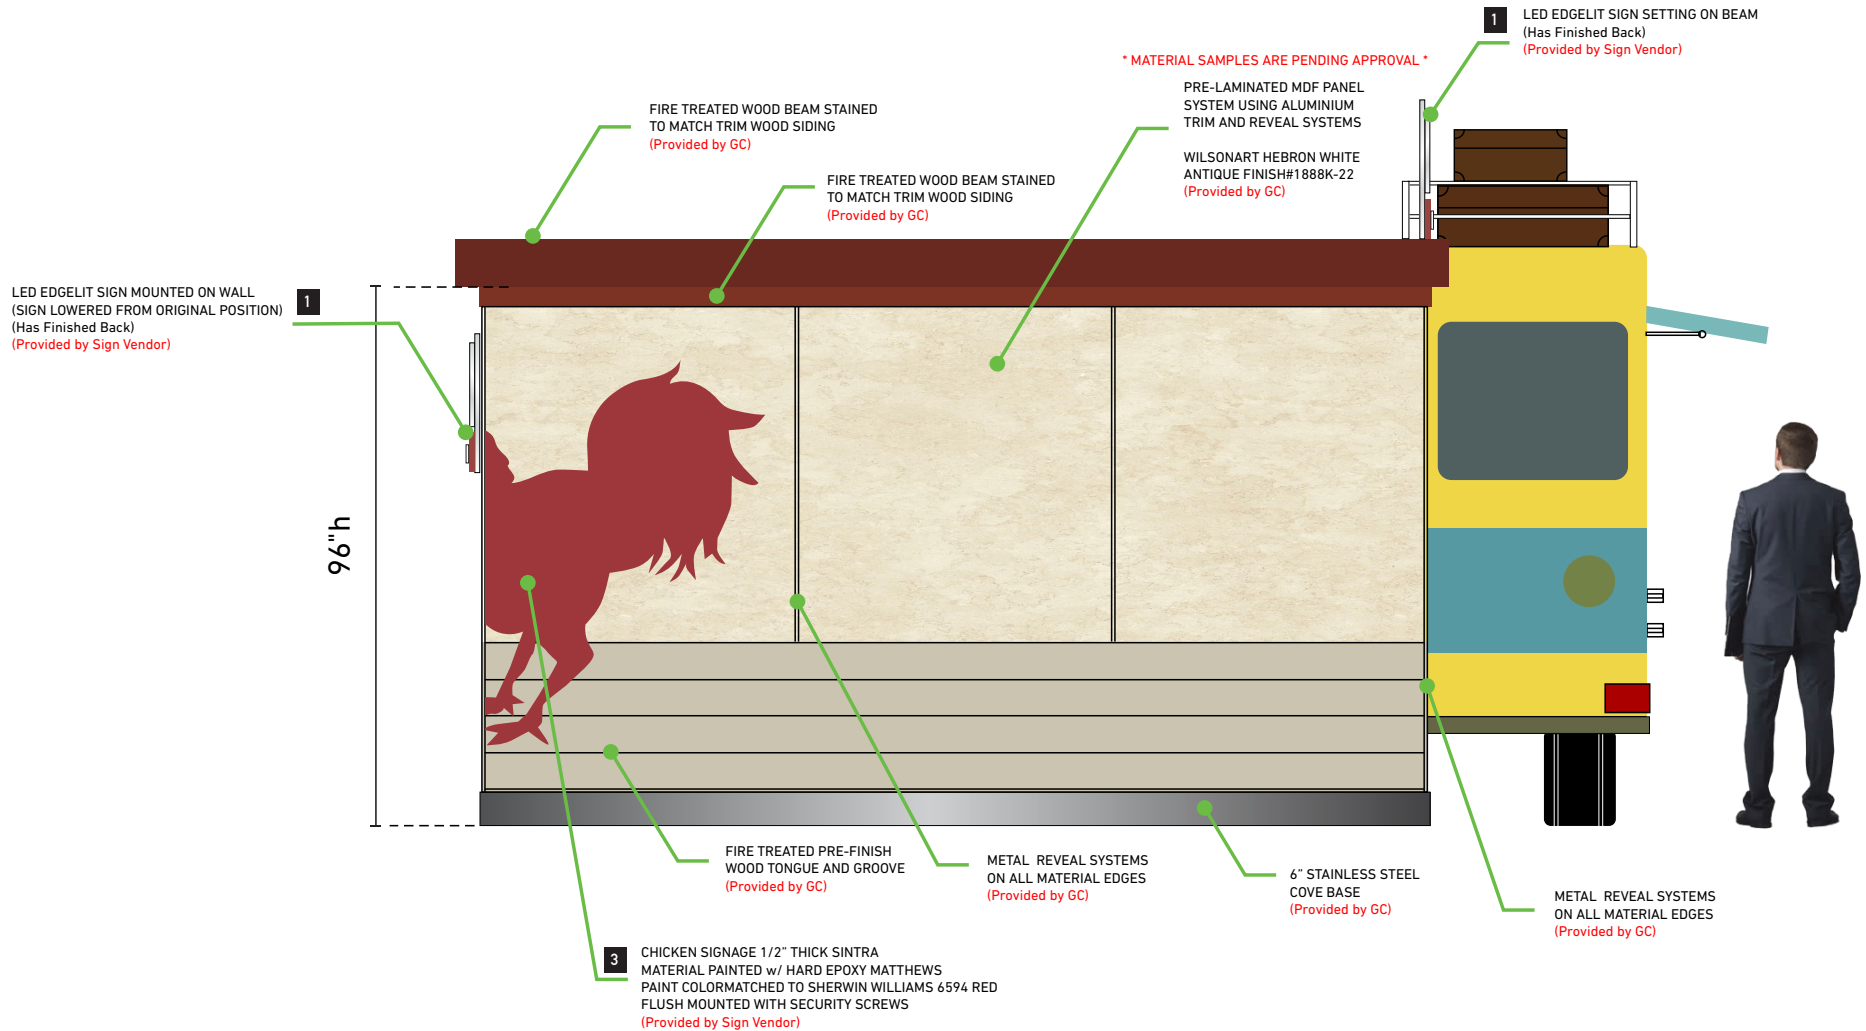 1
LED EDGELIT SIGN SETTING ON BEAM
(Has Finished Back)
(Provided by Sign Vendor)
* MATERIAL SAMPLES ARE PENDING APPROVAL *
PRE-LAMINATED MDF PANEL
SYSTEM USING ALUMINIUM
TRIM AND REVEAL SYSTEMS
WILSONART HEBRON WHITE
ANTIQUE FINISH#1888K-22
(Provided by GC)
FIRE TREATED WOOD BEAM STAINED
TO MATCH TRIM WOOD SIDING
(Provided by GC)
FIRE TREATED WOOD BEAM STAINED
TO MATCH TRIM WOOD SIDING
(Provided by GC)
LED EDGELIT SIGN MOUNTED ON WALL
(SIGN LOWERED FROM ORIGINAL POSITION)
(Has Finished Back)
(Provided by Sign Vendor)
1
96"h
FIRE TREATED PRE-FINISH
WOOD TONGUE AND GROOVE
(Provided by GC)
METAL REVEAL SYSTEMS
ON ALL MATERIAL EDGES
(Provided by GC)
6" STAINLESS STEEL
COVE BASE
(Provided by GC)
METAL REVEAL SYSTEMS
ON ALL MATERIAL EDGES
(Provided by GC)
3
CHICKEN SIGNAGE 1/2" THICK SINTRA
MATERIAL PAINTED w/ HARD EPOXY MATTHEWS
PAINT COLORMATCHED TO SHERWIN WILLIAMS 6594 RED
FLUSH MOUNTED WITH SECURITY SCREWS
(Provided by Sign Vendor)